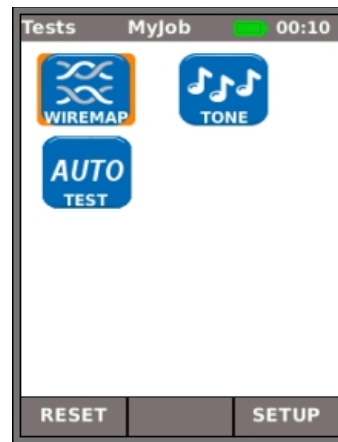 Tests MyJob 00:10
WIREMAP TONE
AUTO
TEST
RESET SETUP